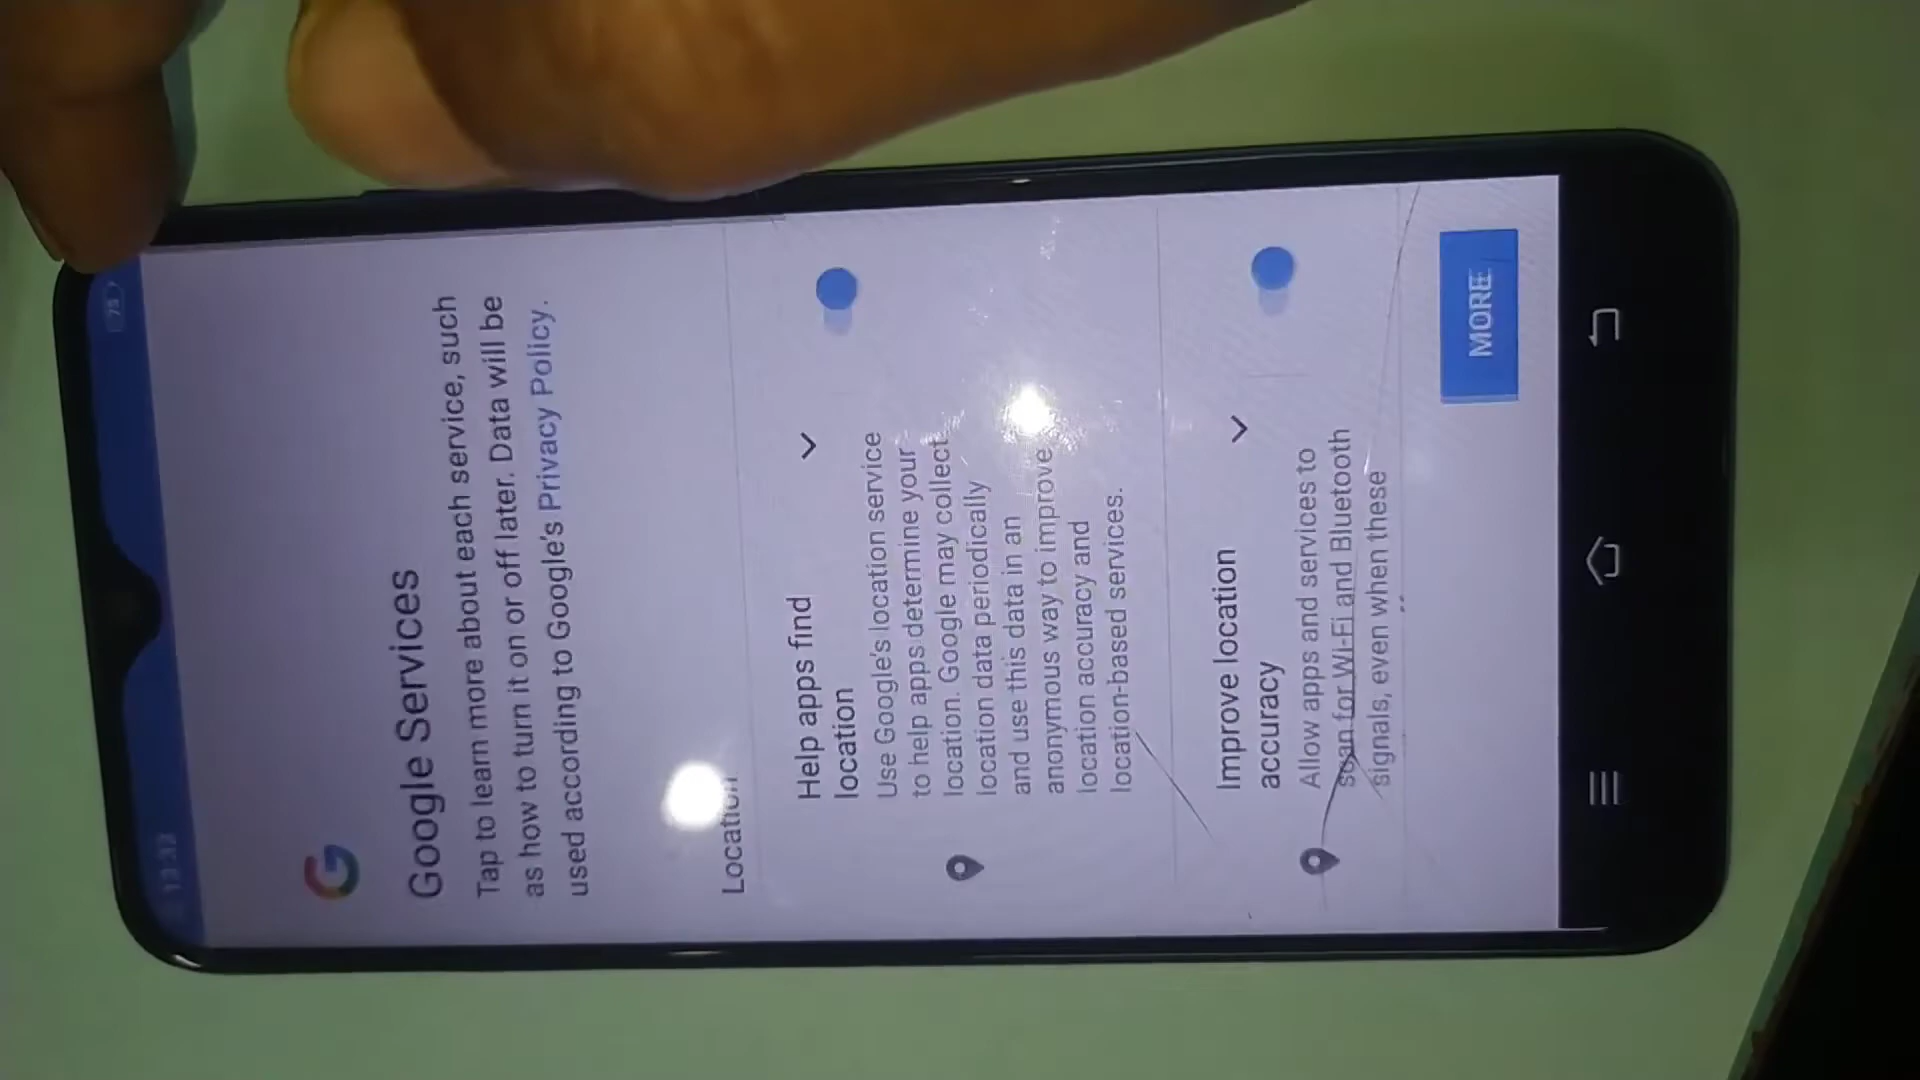 75
Google Services
Tap to learn more about each service, such
as how to turn it on or off later. Data will be
used according to Google's Privacy Policy.
Location
Help apps find
location
Use Google's location service
to help apps determine your
location. Google may collect
location data periodically
and use this data in an
anonymous way to improve
location accuracy and
location-based services.
Improve location
accuracy
Allow apps and services to
scan for Wi-Fi and Bluetooth
signals, even when these
MORE